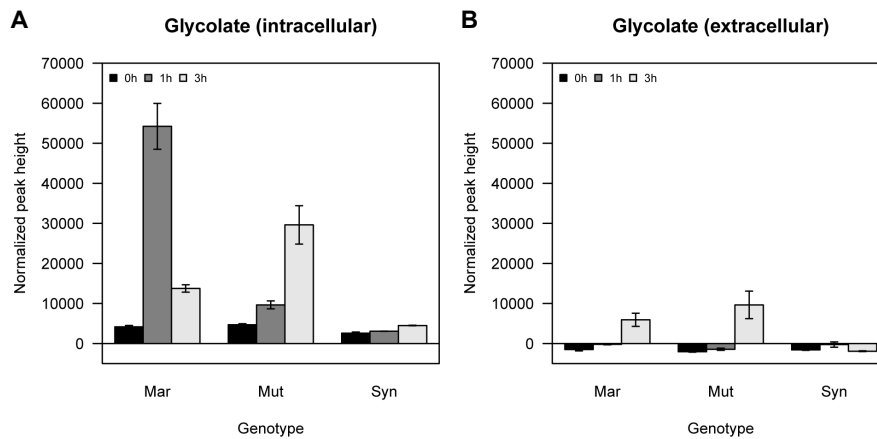 A
Glycolate (intracellular)
Normalized peak height
70000
60000
50000
40000
30000
20000
10000
0
0h 1h 3h
Mar Mut Syn
Genotype
B
Glycolate (extracellular)
Normalized peak height
70000
60000
50000
40000
30000
20000
10000
0
0h 1h 3h
Mar Mut Syn
Genotype